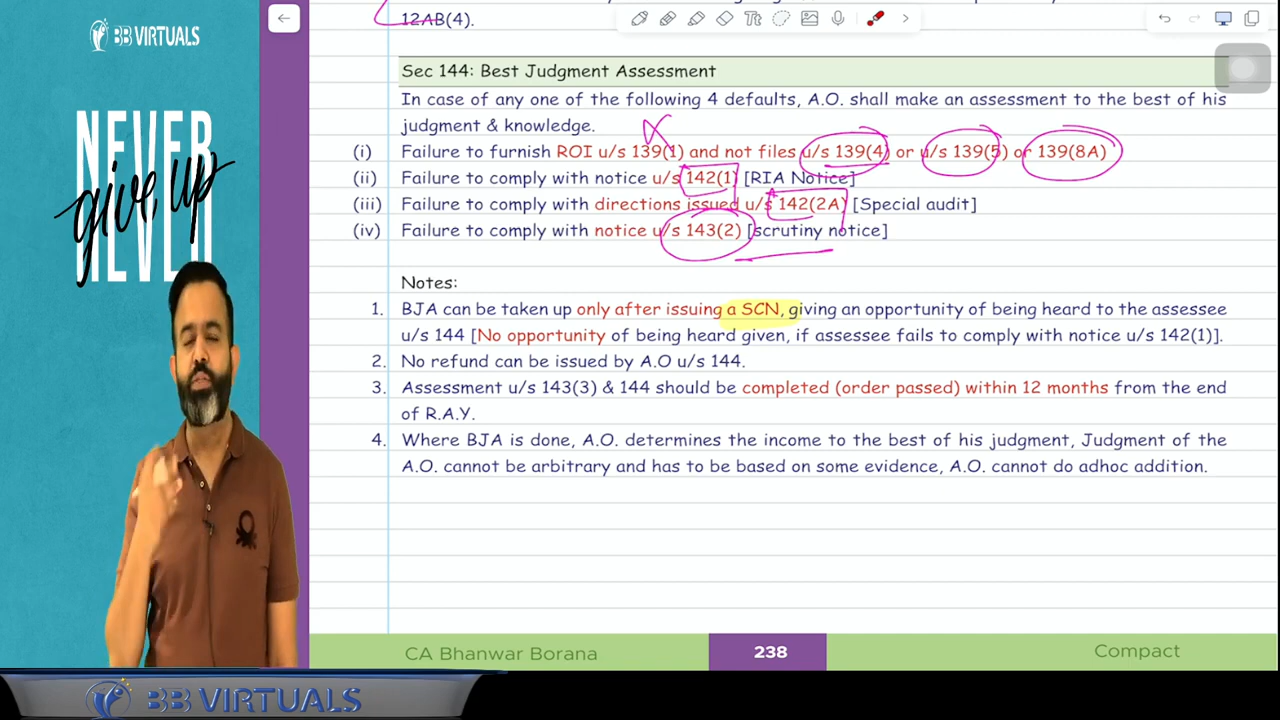 BB VIRTUALS
NEVER
give up
NEVER
12AB(4).
Sec 144: Best Judgment Assessment
In case of any one of the following 4 defaults, A.O. shall make an assessment to the best of his
judgment & knowledge.
(i) Failure to furnish ROI u/s 139(1) and not files u/s 139(4) or u/s 139(5) or 139(8A)
(ii) Failure to comply with notice u/s 142(1) [RIA Notice]
(iii) Failure to comply with directions issued u/s 142(2A) [Special audit]
(iv) Failure to comply with notice u/s 143(2) [scrutiny notice]
Notes:
1. BJA can be taken up only after issuing a SCN, giving an opportunity of being heard to the assessee
u/s 144 [No opportunity of being heard given, if assessee fails to comply with notice u/s 142(1)].
2. No refund can be issued by A.O u/s 144.
3. Assessment u/s 143(3) & 144 should be completed (order passed) within 12 months from the end
of R.A.Y.
4. Where BJA is done, A.O. determines the income to the best of his judgment, Judgment of the
A.O. cannot be arbitrary and has to be based on some evidence, A.O. cannot do adhoc addition.
CA Bhanwar Borana 238 Compact
BB VIRTUALS